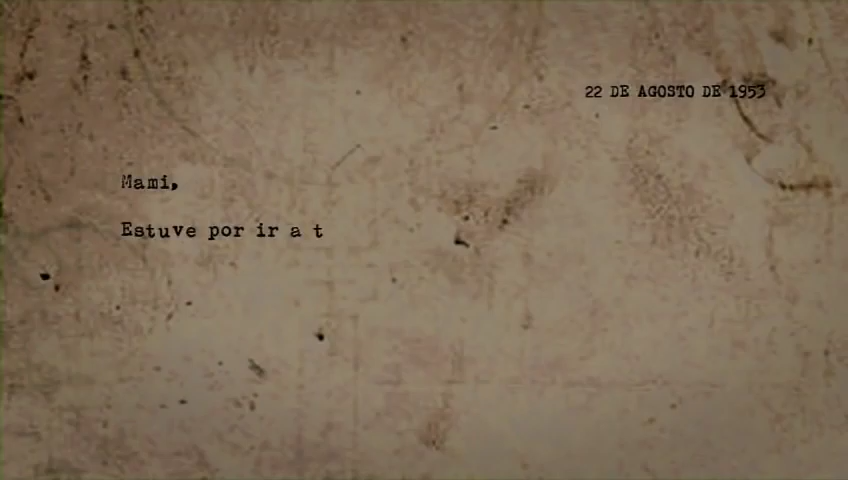 22 DE AGOSTO DE 1953
Mami,
Estuve por ir a t